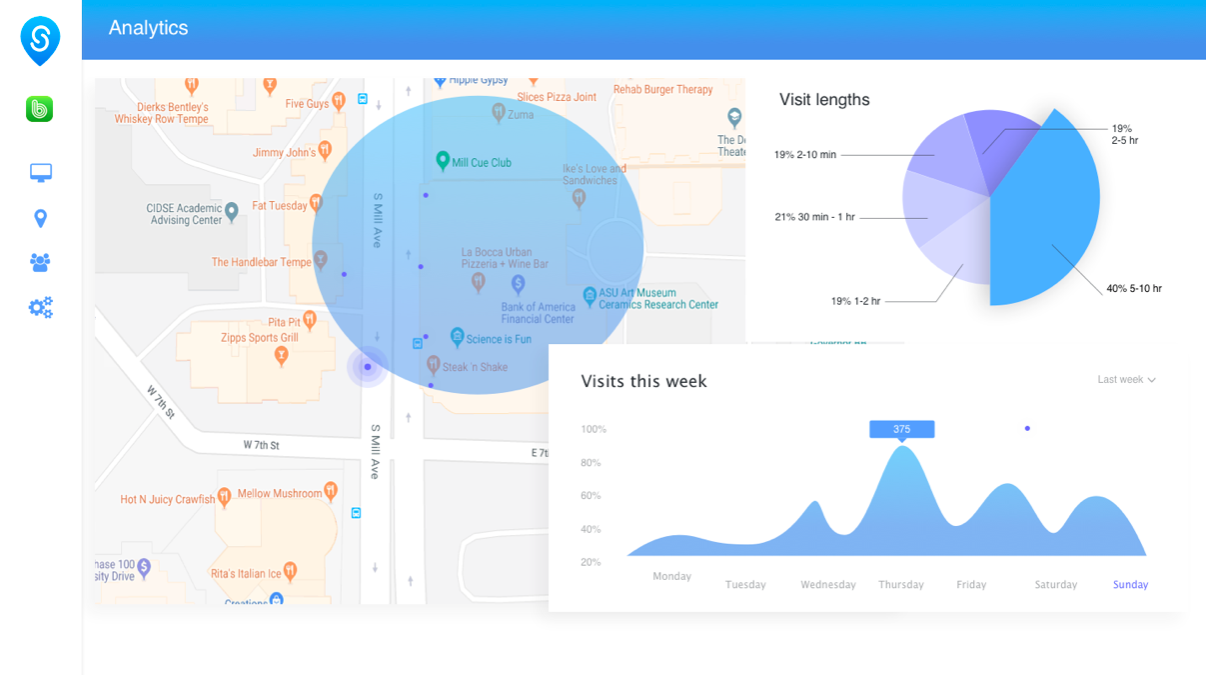 Analytics
Hippie Gypsy
Slices Pizza Joint
Rehab Burger Therapy
Dierks Bentley's
Whiskey Row Tempe
Five Guys
Zuma
The De
Theate
Jimmy John's
Mill Cue Club
Ike's Love and
Sandwiches
S Mill Ave
CIDSE Academic
Advising Center
Fat Tuesday
The Handlebar Tempe
La Bocca Urban
Pizzeria + Wine Bar
Bank of America
Financial Center
ASU Art Museum
Ceramics Research Center
Pita Pit
Zipps Sports Grill
Science is Fun
Steak 'n Shake
W 7th St
S Mill Ave
W 7th St
E 7t
Hot N Juicy Crawfish
Mellow Mushroom
hase 100
sity Drive
Rita's Italian Ice
Creations
Visit lengths
19%
2-5 hr
19% 2-10 min
21% 30 min - 1 hr
19% 1-2 hr
40% 5-10 hr
Visits this week
Last week
100%
375
80%
60%
40%
20%
Monday
Tuesday
Wednesday
Thursday
Friday
Saturday
Sunday